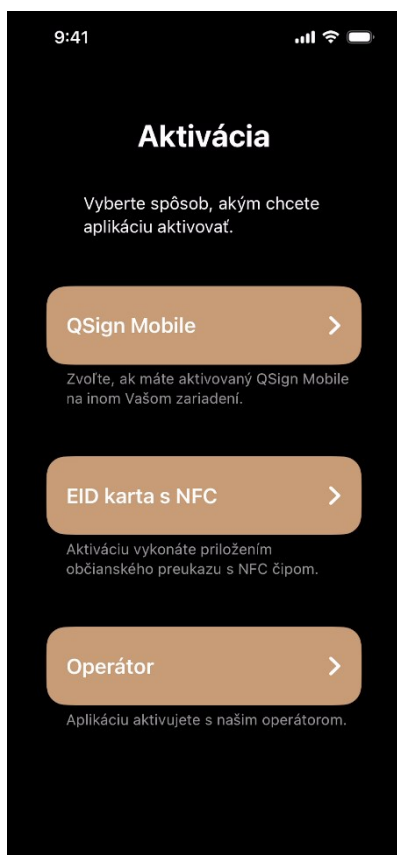 9:41
Aktivácia
Vyberte spôsob, akým chcete
aplikáciu aktivovať.
QSign Mobile
Zvoľte, ak máte aktivovaný QSign Mobile
na inom Vašom zariadení.
EID karta s NFC
Aktiváciu vykonáte priložením
občianského preukazu s NFC čipom.
Operátor
Aplikáciu aktivujete s našim operátorom.